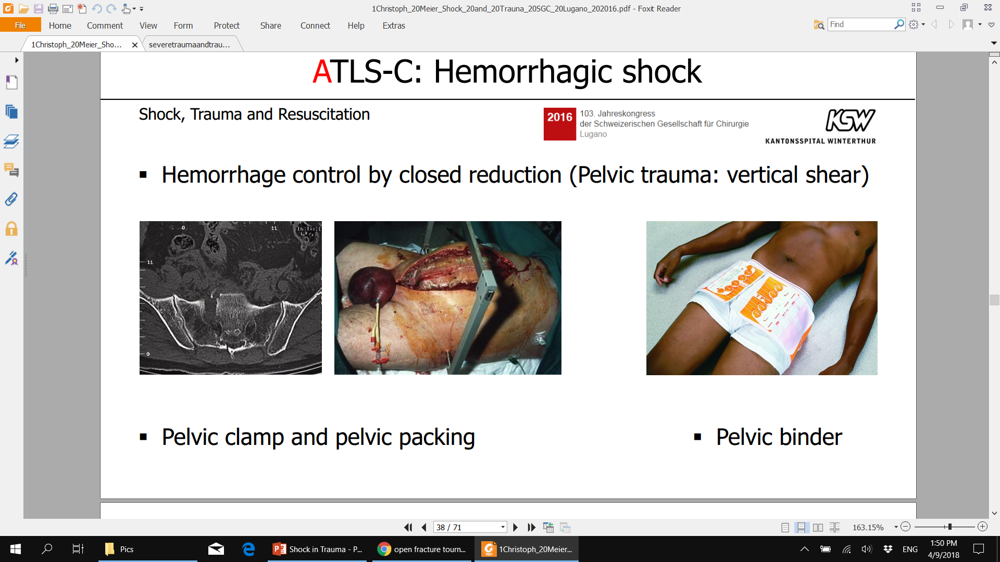 1Christoph_20Meier_Shock_20and_20Trauma_20SGC_20Lugano_202016.pdf - Foxit Reader
File Home Comment View Form Protect Share Connect Help Extras
Find
1Christoph_20Meier_Sho... severetraumaandtrau...
ATLS-C: Hemorrhagic shock
Shock, Trauma and Resuscitation
2016
103. Jahreskongress
der Schweizerischen Gesellschaft für Chirurgie
Lugano
KSW
KANTONSSPITAL WINTERTHUR
▪ Hemorrhage control by closed reduction (Pelvic trauma: vertical shear)
0 11
11
0
▪ Pelvic clamp and pelvic packing
▪ Pelvic binder
38 / 71
163.15%
Pics
Shock in Trauma - P...
open fracture tourn...
1Christoph_20Meier...
ENG
1:50 PM
4/9/2018